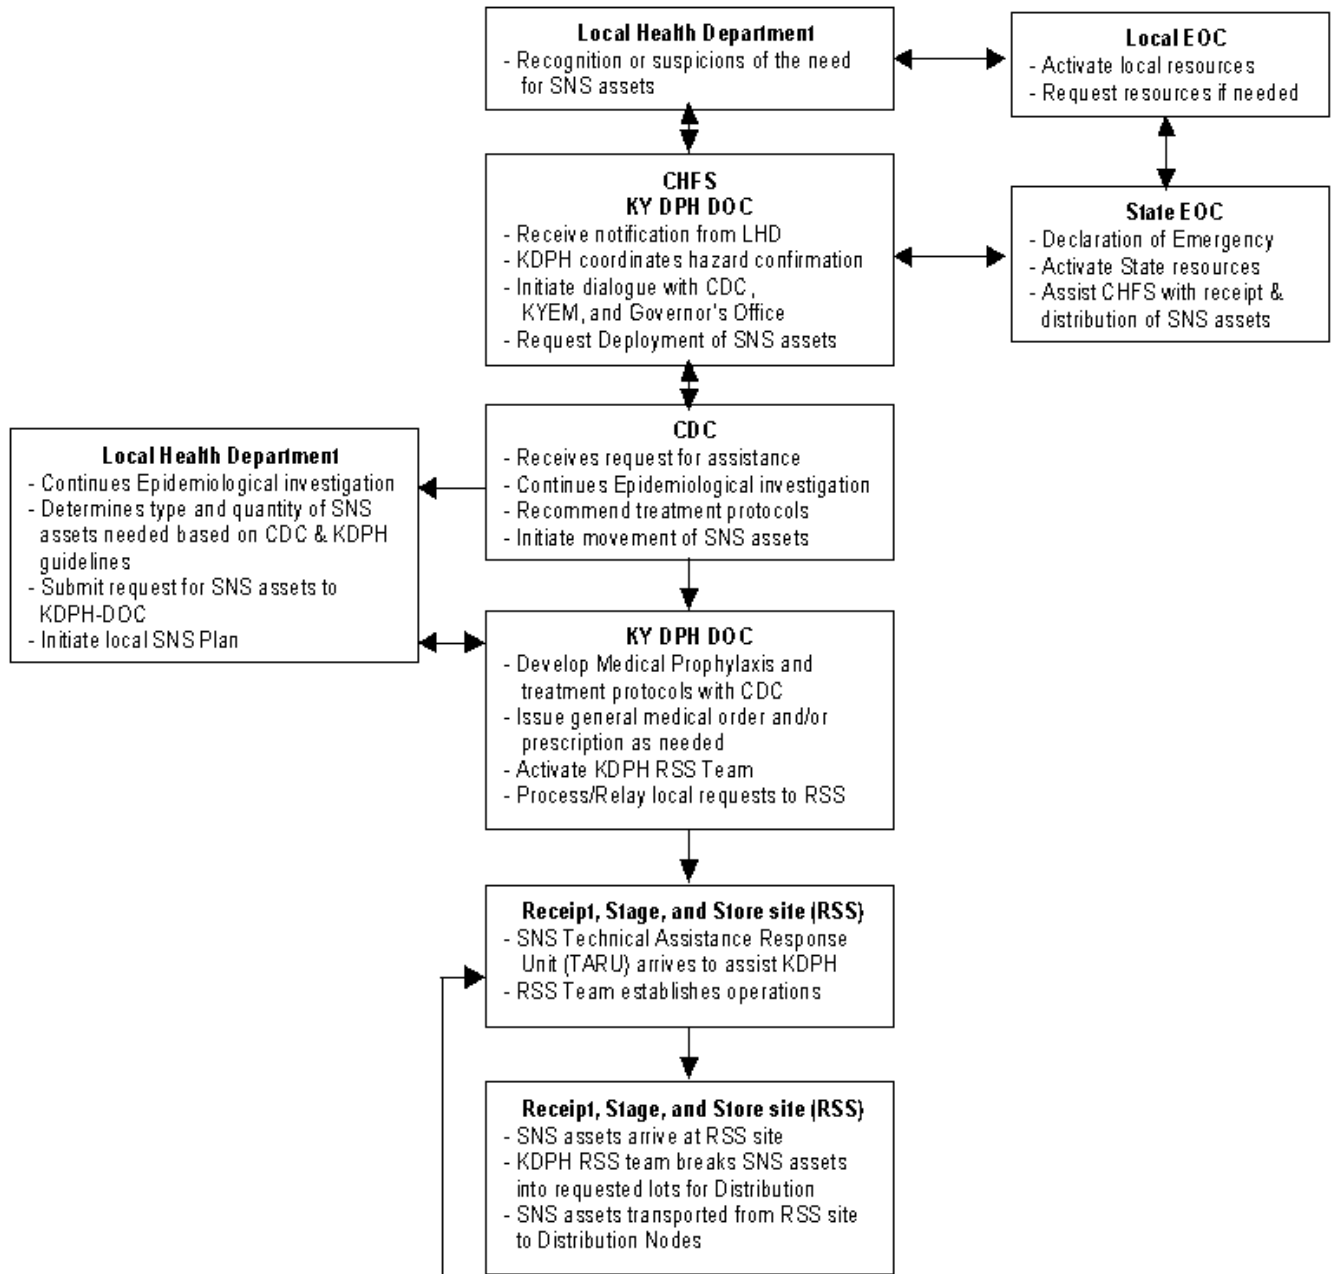 Local Health Department
- Recognition or suspicions of the need
for SNS assets
Local EOC
- Activate local resources
- Request resources if needed
CHFS
KY DPH DOC
- Receive notification from LHD
- KDPH coordinates hazard confirmation
- Initiate dialogue with CDC,
KYEM, and Governor's Office
- Request Deployment of SNS assets
State EOC
- Declaration of Emergency
- Activate State resources
- Assist CHFS with receipt &
distribution of SNS assets
CDC
- Receives request for assistance
- Continues Epidemiological investigation
- Recommend treatment protocols
- Initiate movement of SNS assets
Local Health Department
- Continues Epidemiological investigation
- Determines type and quantity of SNS
assets needed based on CDC & KDPH
guidelines
- Submit request for SNS assets to
KDPH-DOC
- Initiate local SNS Plan
KY DPH DOC
- Develop Medical Prophylaxis and
treatment protocols with CDC
- Issue general medical order and/or
prescription as needed
- Activate KDPH RSS Team
- Process/Relay local requests to RSS
Receipt, Stage, and Store site (RSS)
- SNS Technical Assistance Response
Unit (TARU) arrives to assist KDPH
- RSS Team establishes operations
Receipt, Stage, and Store site (RSS)
- SNS assets arrive at RSS site
- KDPH RSS team breaks SNS assets
into requested lots for Distribution
- SNS assets transported from RSS site
to Distribution Nodes